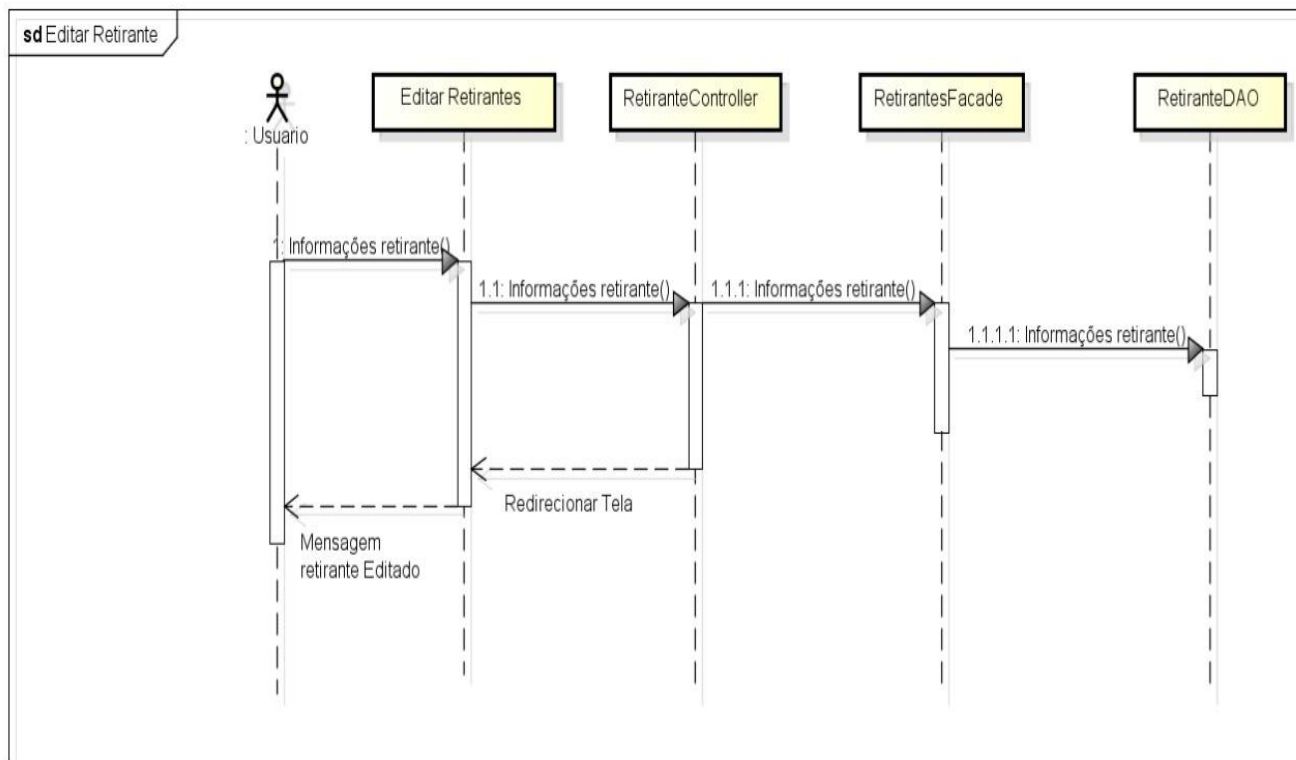 sd Editar Retirante
: Usuario
Editar Retirantes
RetiranteController
RetirantesFacade
RetiranteDAO
1: Informações retirante()
1.1: Informações retirante()
1.1.1: Informações retirante()
1.1.1.1: Informações retirante()
Redirecionar Tela
Mensagem
retirante Editado